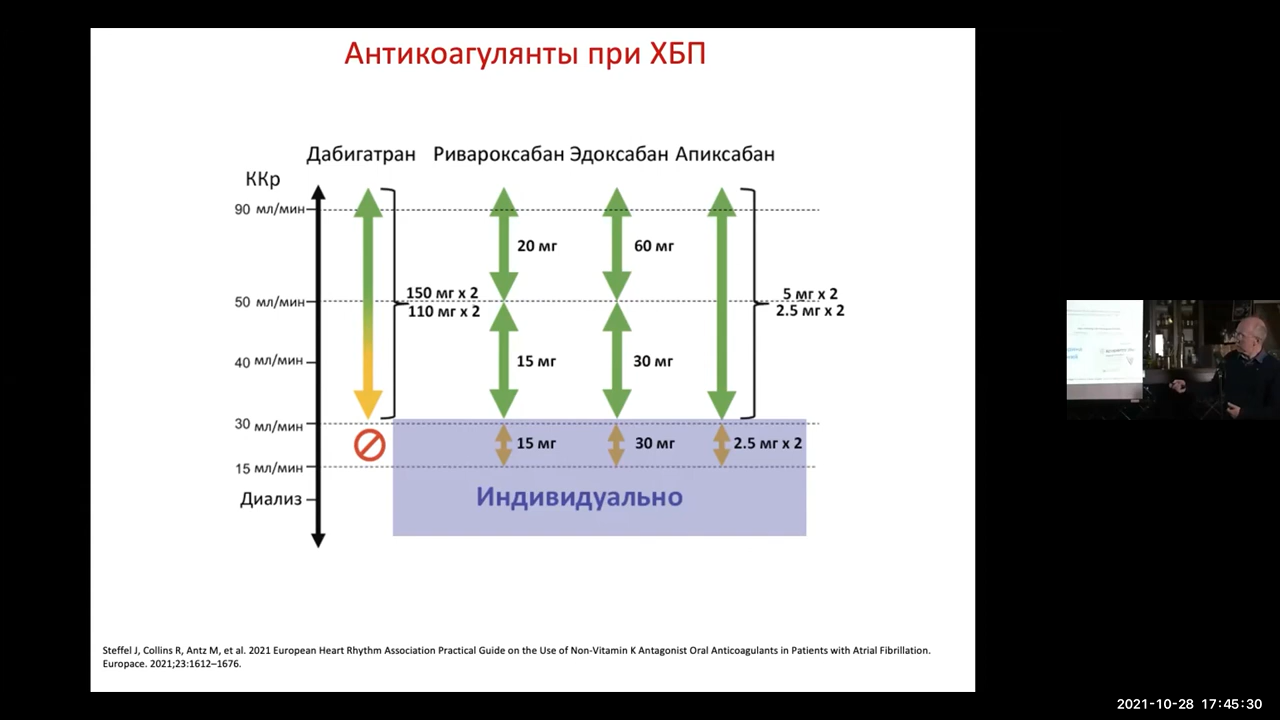 Антикоагулянты при ХБП
Дабигатран Ривароксабан Эдоксабан Апиксабан
ККр
90 мл/мин
20 мг
60 мг
50 мл/мин
150 мг x 2
110 мг x 2
5 мг x 2
2.5 мг x 2
40 мл/мин
15 мг
30 мг
30 мл/мин
15 мг
30 мг
2.5 мг x 2
15 мл/мин
Диализ
Индивидуально
Steffel J, Collins R, Antz M, et al. 2021 European Heart Rhythm Association Practical Guide on the Use of Non-Vitamin K Antagonist Oral Anticoagulants in Patients with Atrial Fibrillation.
Europace. 2021;23:1612–1676.
2021-10-28 17:45:30